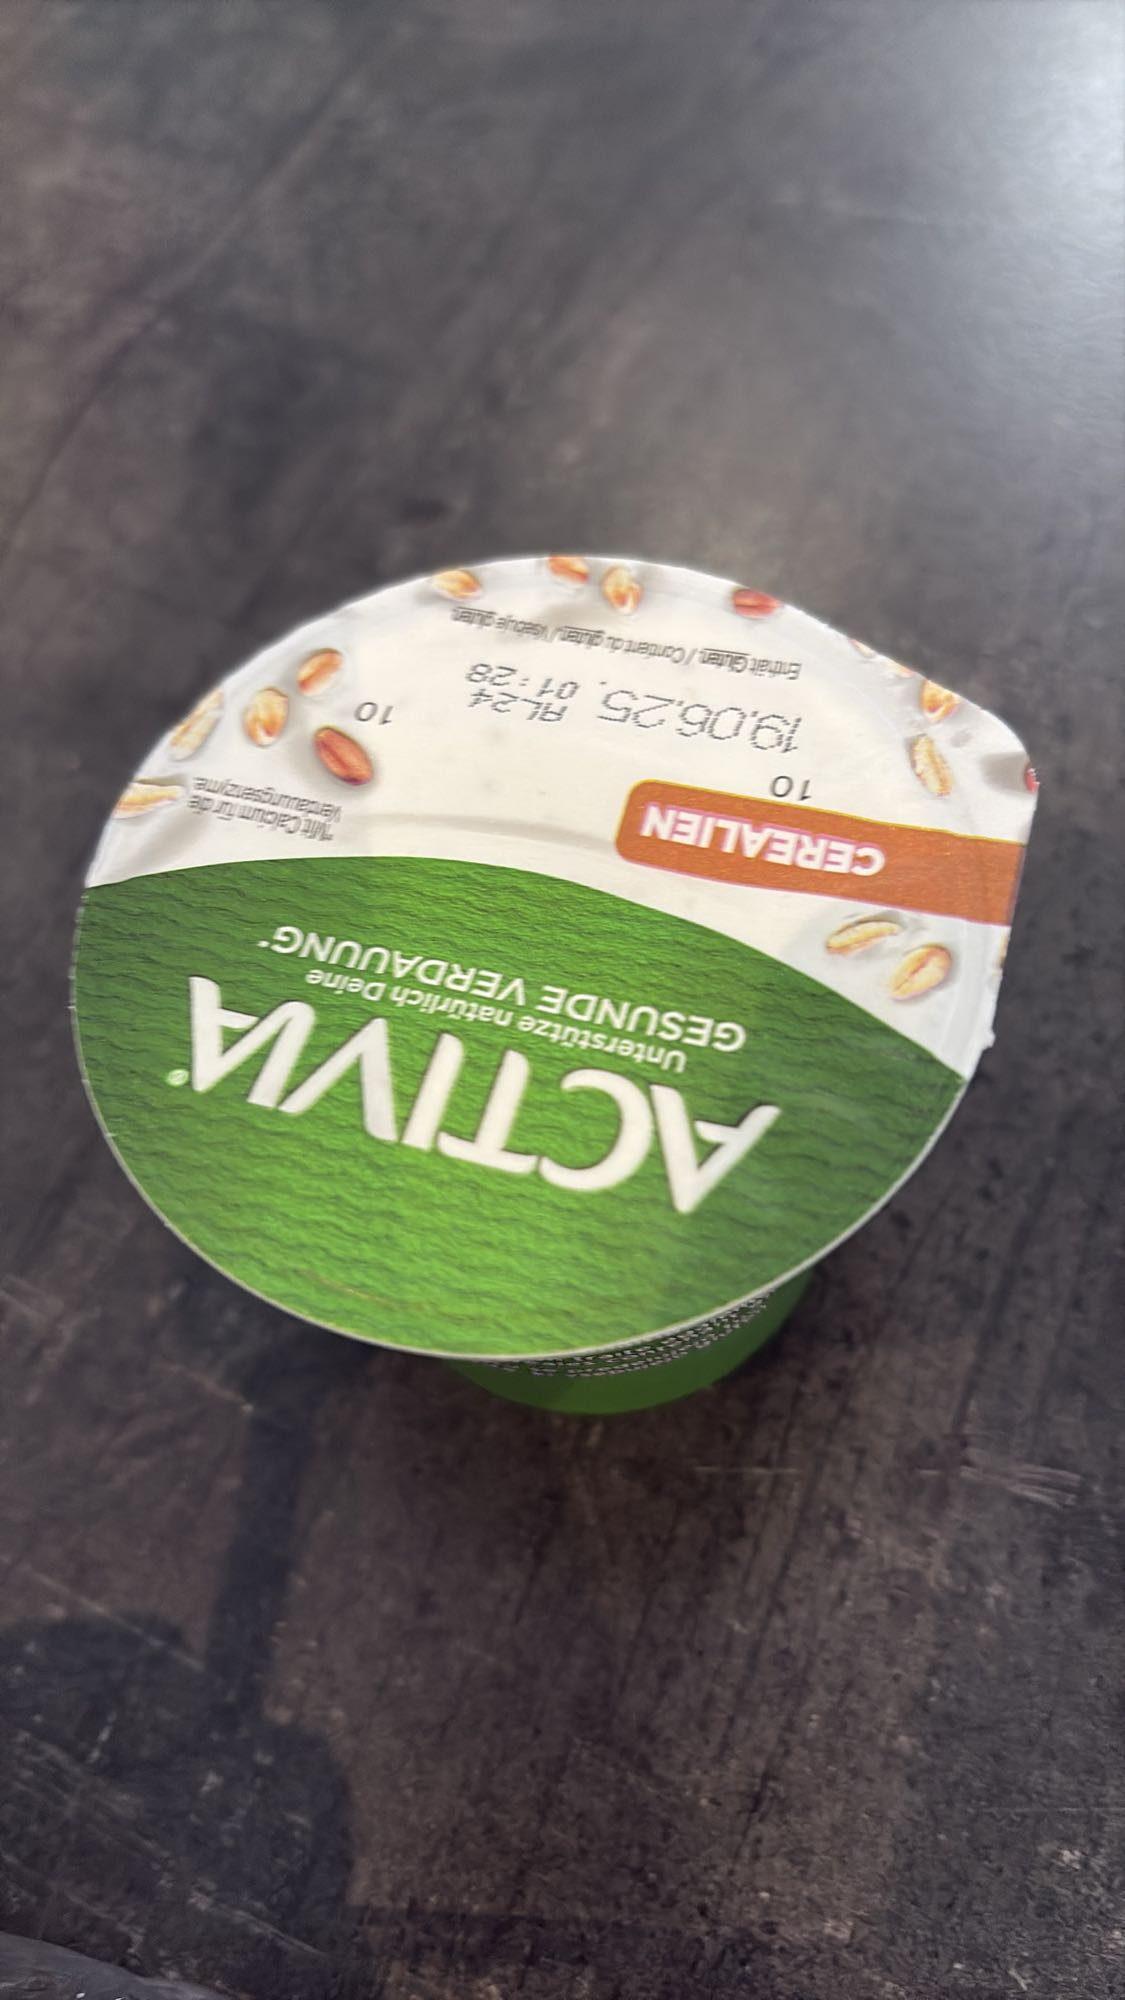 ACTIVIA®
Unterstütze natürlich Deine
GESUNDE VERDAUUNG*
CEREALIEN
*Mit Calcium für die
Verdauungsenzyme.
10
10
19.06.25. AL24
01:28
Enthält Gluten. / Contient du gluten. / Vsebuje gluten.